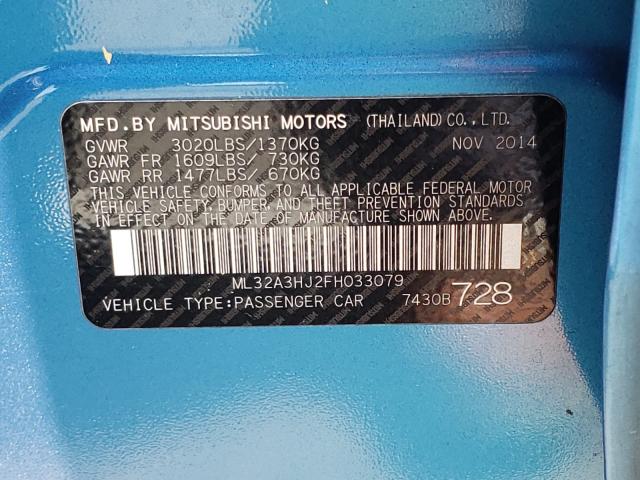 MFD. BY MITSUBISHI MOTORS (THAILAND) CO., LTD.
GVWR 3020LBS/1370KG NOV 2014
GAWR FR 1609LBS/ 730KG
GAWR RR 1477LBS/ 670KG
THIS VEHICLE CONFORMS TO ALL APPLICABLE FEDERAL MOTOR
VEHICLE SAFETY, BUMPER AND THEFT PREVENTION STANDARDS
IN EFFECT ON THE DATE OF MANUFACTURE SHOWN ABOVE.
ML32A3HJ2FH033079
VEHICLE TYPE:PASSENGER CAR 7430B 728